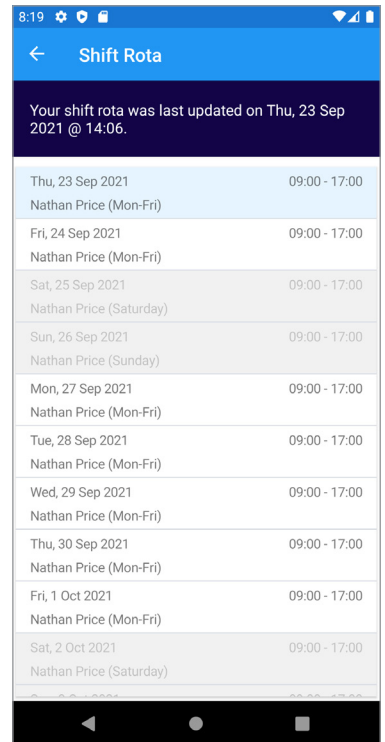 8:19
Shift Rota
Your shift rota was last updated on Thu, 23 Sep
2021 @ 14:06.
Thu, 23 Sep 2021 09:00 - 17:00
Nathan Price (Mon-Fri)
Fri, 24 Sep 2021 09:00 - 17:00
Nathan Price (Mon-Fri)
Sat, 25 Sep 2021 09:00 - 17:00
Nathan Price (Saturday)
Sun, 26 Sep 2021 09:00 - 17:00
Nathan Price (Sunday)
Mon, 27 Sep 2021 09:00 - 17:00
Nathan Price (Mon-Fri)
Tue, 28 Sep 2021 09:00 - 17:00
Nathan Price (Mon-Fri)
Wed, 29 Sep 2021 09:00 - 17:00
Nathan Price (Mon-Fri)
Thu, 30 Sep 2021 09:00 - 17:00
Nathan Price (Mon-Fri)
Fri, 1 Oct 2021 09:00 - 17:00
Nathan Price (Mon-Fri)
Sat, 2 Oct 2021 09:00 - 17:00
Nathan Price (Saturday)